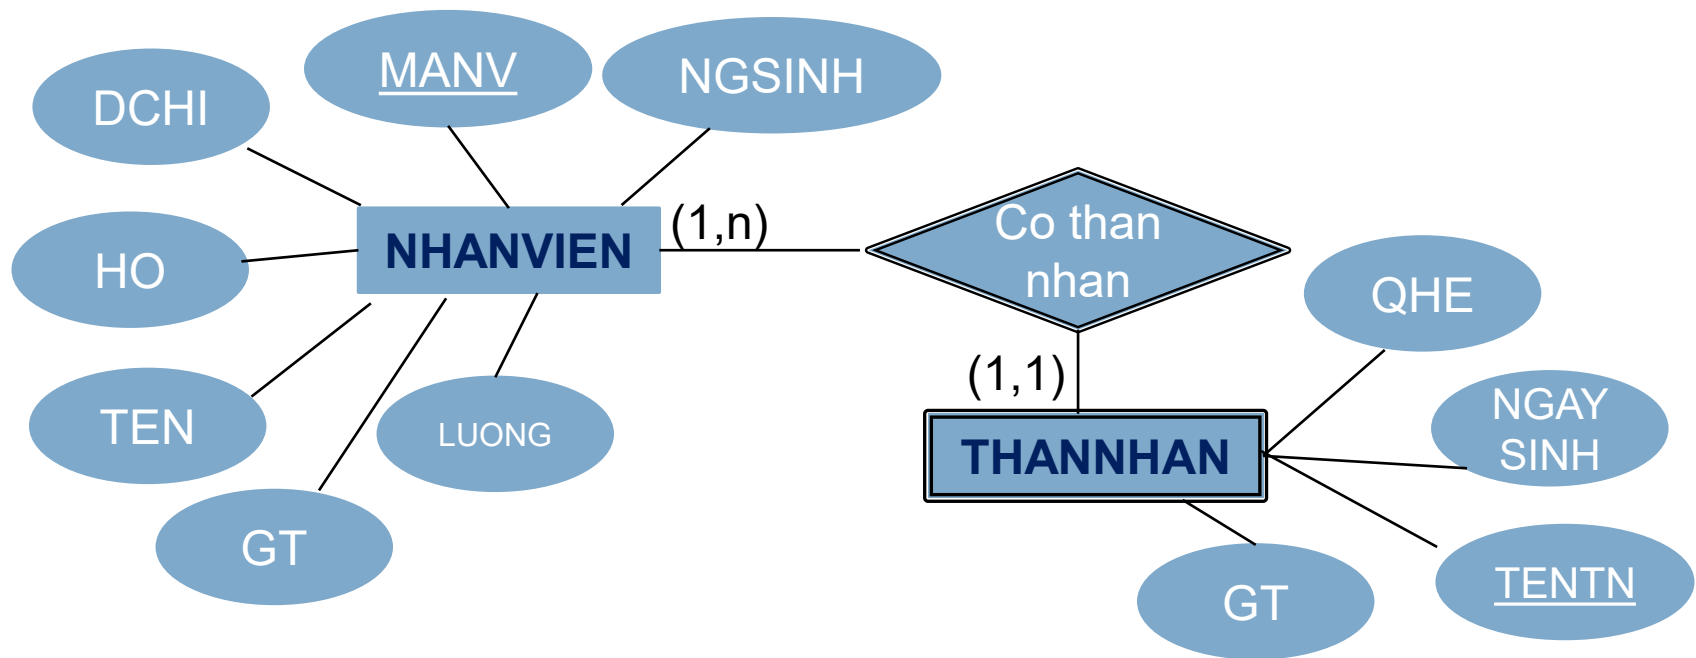 MANV
NGSINH
DCHI
(1,n)
Co than
nhan
NHANVIEN
HO
QHE
(1,1)
NGAY
SINH
TEN
LUONG
THANNHAN
GT
TENTN
GT